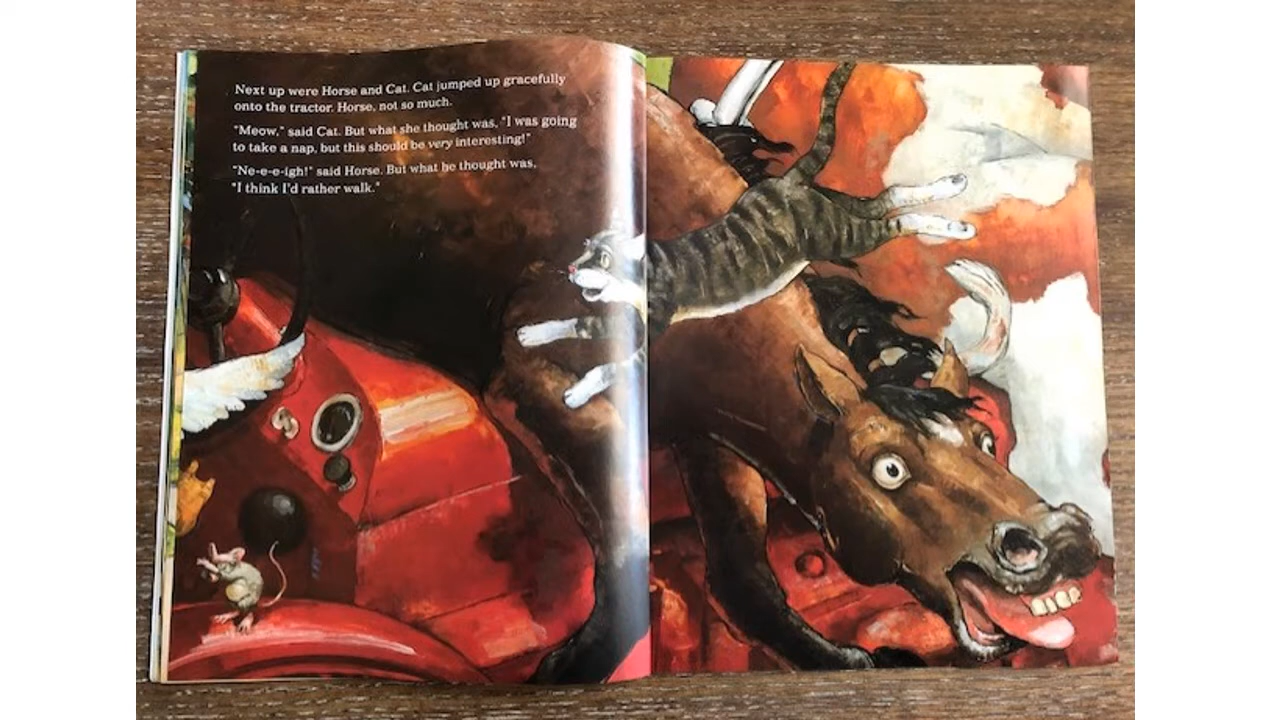 Next up were Horse and Cat. Cat jumped up gracefully
onto the tractor. Horse, not so much.
"Meow," said Cat. But what she thought was, "I was going
to take a nap, but this should be very interesting!"
"Ne-e-e-igh!" said Horse. But what he thought was,
"I think I'd rather walk."